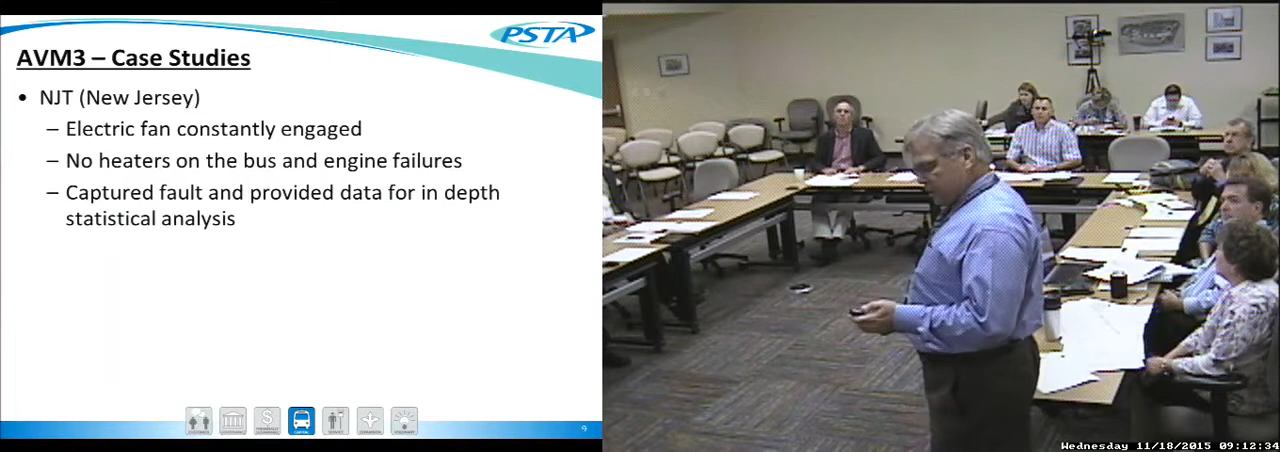 PSTA
AVM3 – Case Studies
• NJT (New Jersey)
– Electric fan constantly engaged
– No heaters on the bus and engine failures
– Captured fault and provided data for in depth
statistical analysis
9
Wednesday 11/18/2015 09:12:34